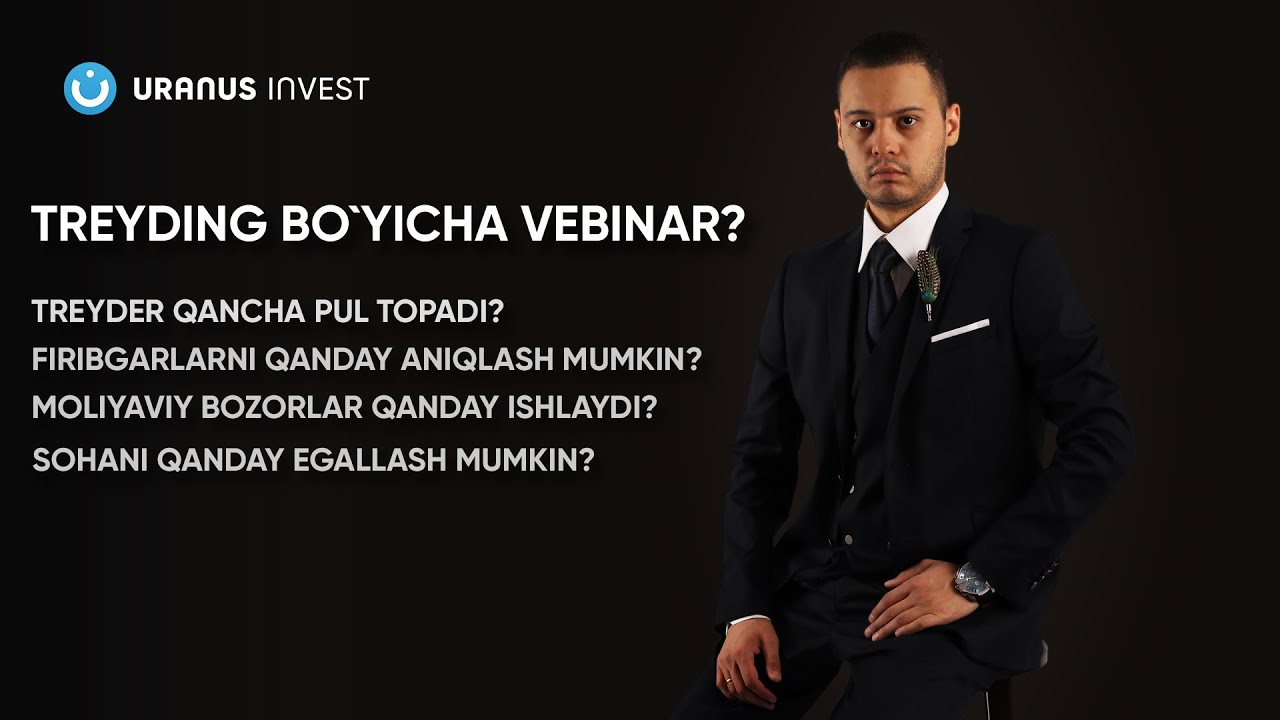 URANUS INVEST
TREYDING BO`YICHA VEBINAR?
TREYDER QANCHA PUL TOPADI?
FIRIBGARLARNI QANDAY ANIQLASH MUMKIN?
MOLIYAVIY BOZORLAR QANDAY ISHLAYDI?
SOHANI QANDAY EGALLASH MUMKIN?